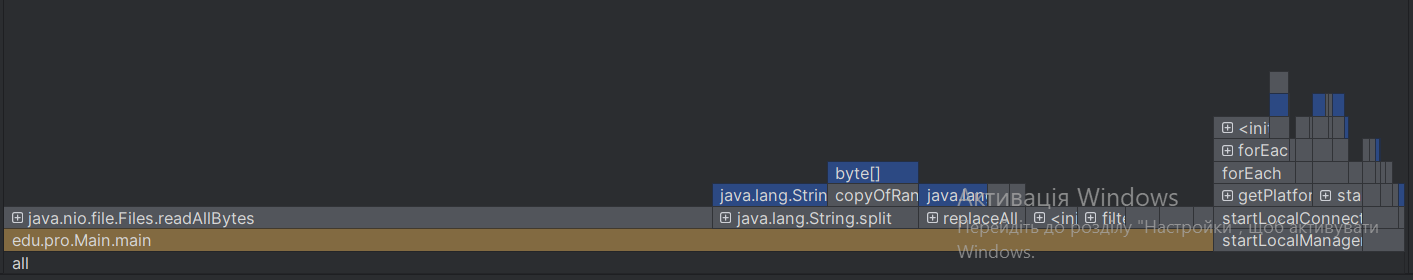 <ini
forEac
byte[]
forEach
java.lang.Strin
copyOfRan
java.lan
getPlatfor
sta
java.nio.file.Files.readAllBytes
java.lang.String.split
replaceAll
<ini
filte
startLocalConnect
edu.pro.Main.main
startLocalManage
all
Активація Windows
Перейдіть до розділу "Настройки", щоб активувати
Windows.